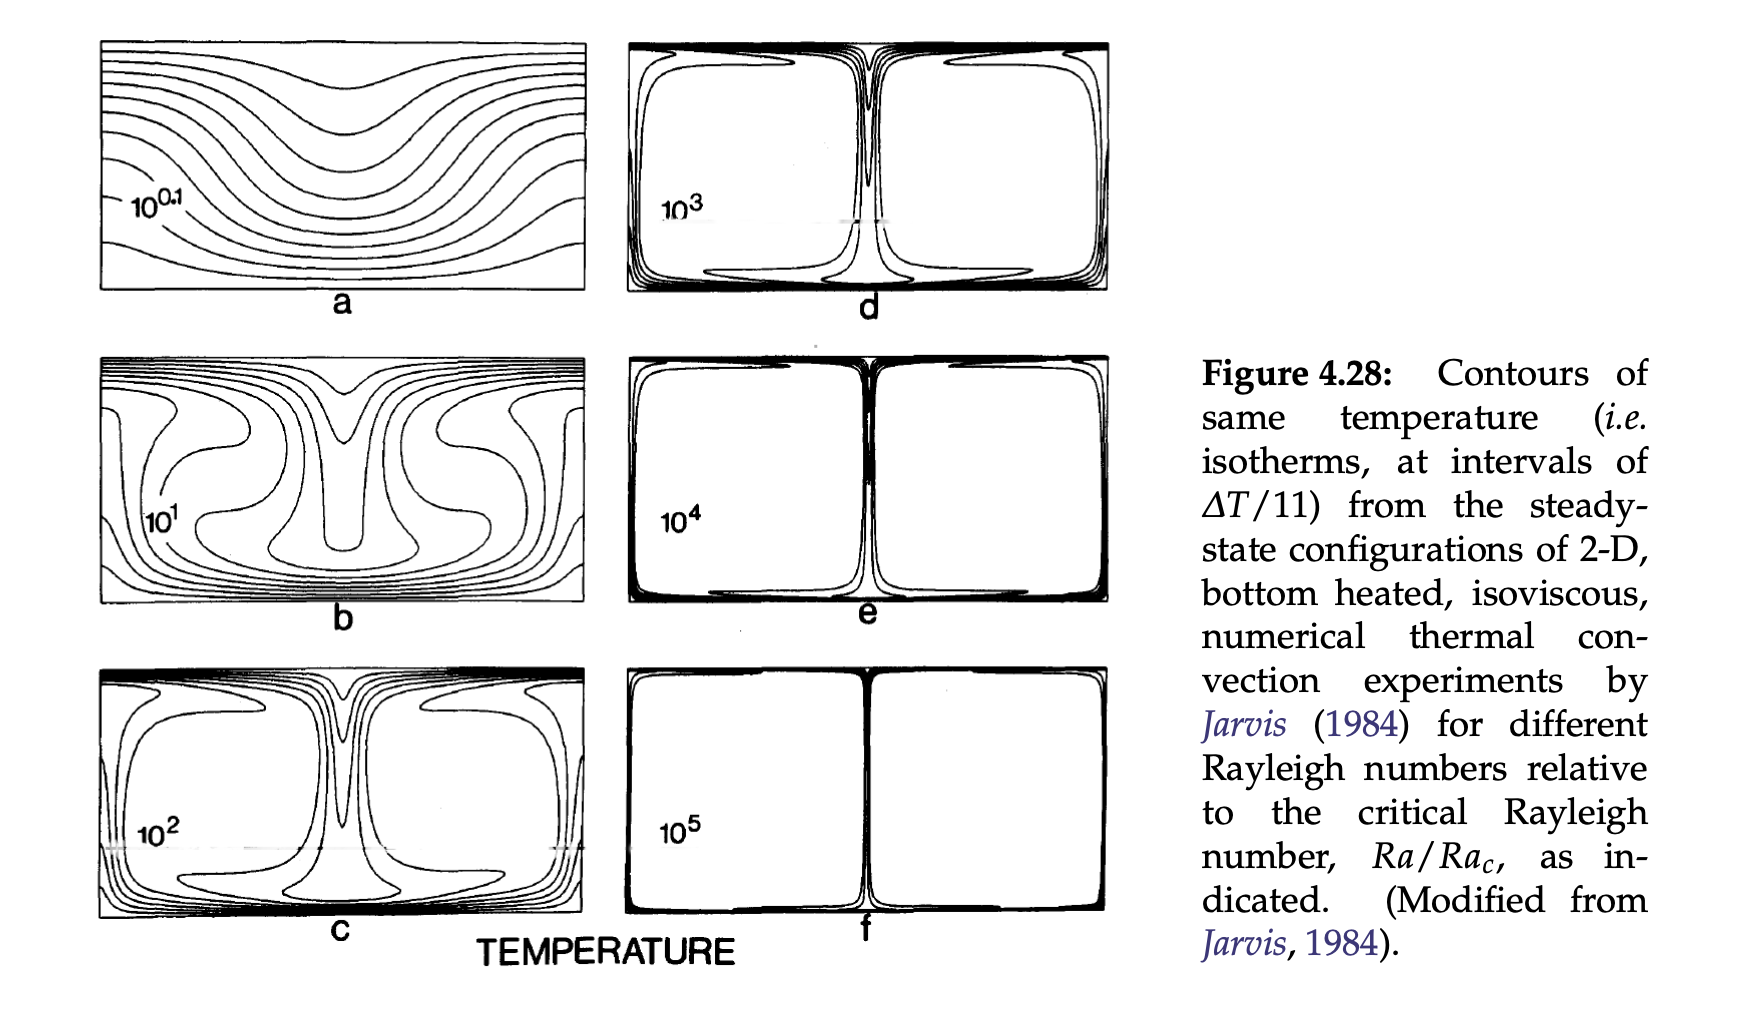 10^0.1
a
10^1
b
10^2
c
10^3
d
10^4
e
10^5
f
TEMPERATURE
Figure 4.28: Contours of
same temperature (i.e.
isotherms, at intervals of
ΔT/11) from the steady-
state configurations of 2-D,
bottom heated, isoviscous,
numerical thermal con-
vection experiments by
Jarvis (1984) for different
Rayleigh numbers relative
to the critical Rayleigh
number, Ra/Ra_c, as in-
dicated. (Modified from
Jarvis, 1984).